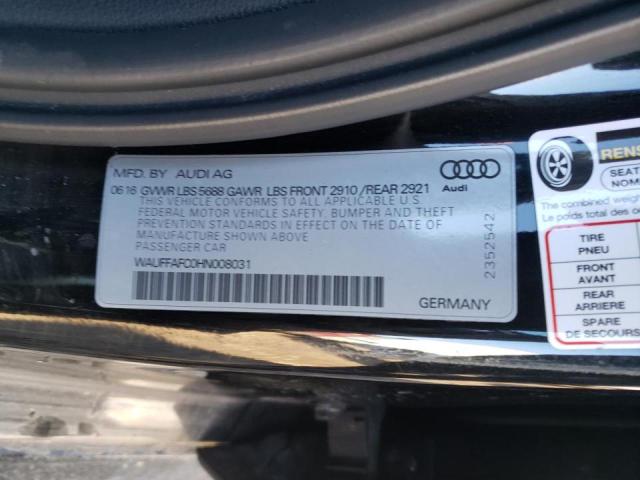 MFD. BY AUDI AG
Audi
06 16 GVWR LBS 5688 GAWR LBS FRONT 2910 / REAR 2921
THIS VEHICLE CONFORMS TO ALL APPLICABLE U.S.
FEDERAL MOTOR VEHICLE SAFETY, BUMPER AND THEFT
PREVENTION STANDARDS IN EFFECT ON THE DATE OF
MANUFACTURE SHOWN ABOVE
PASSENGER CAR
WAUFFAFC0HN008031
GERMANY
2352542
SEAT
The combined weight
Le poids total des oc
TIRE
PNEU
FRONT
AVANT
REAR
ARRIERE
SPARE
DE SECOURS